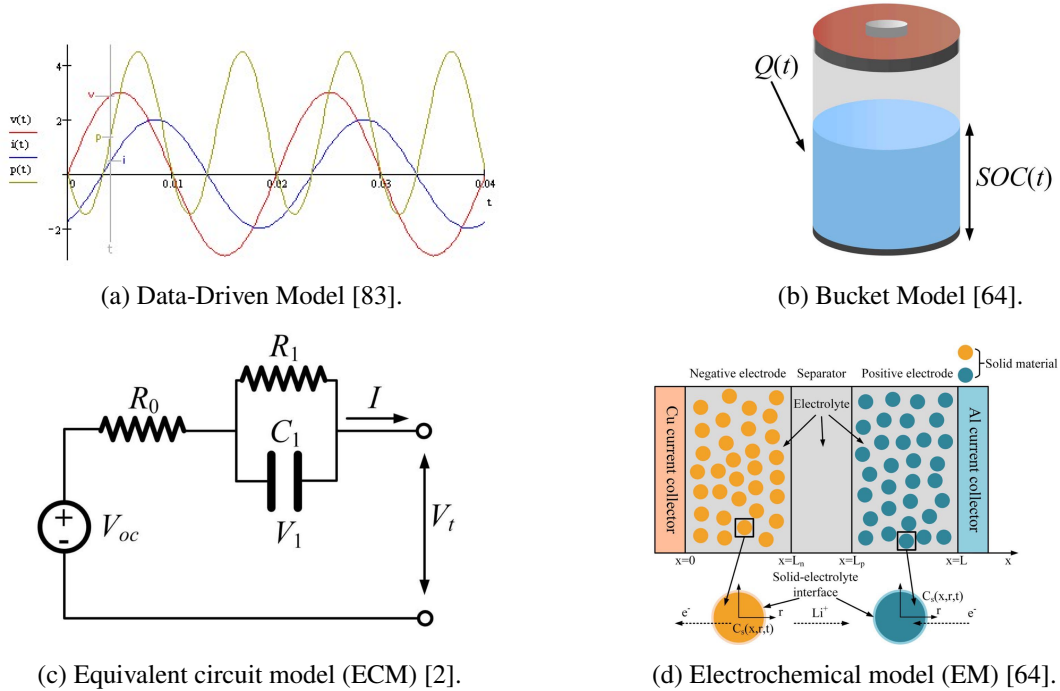 4
2
-2
v(t)
i(t)
p(t)
v
p
i
0
0.01
0.02
0.03
0.04
t
t
(a) Data-Driven Model [83].
Q(t)
SOC(t)
(b) Bucket Model [64].
R1
R0
I
C1
V1
Voc
+
-
Vt
(c) Equivalent circuit model (ECM) [2].
Solid material
Negative electrode
Separator
Positive electrode
Electrolyte
Cu current collector
Al current collector
x=0
x=Ln
x=Lp
x=L
x
Solid-electrolyte
interface
Cs(x,r,t)
r
e-
Li+
Cs(x,r,t)
r
e-
(d) Electrochemical model (EM) [64].